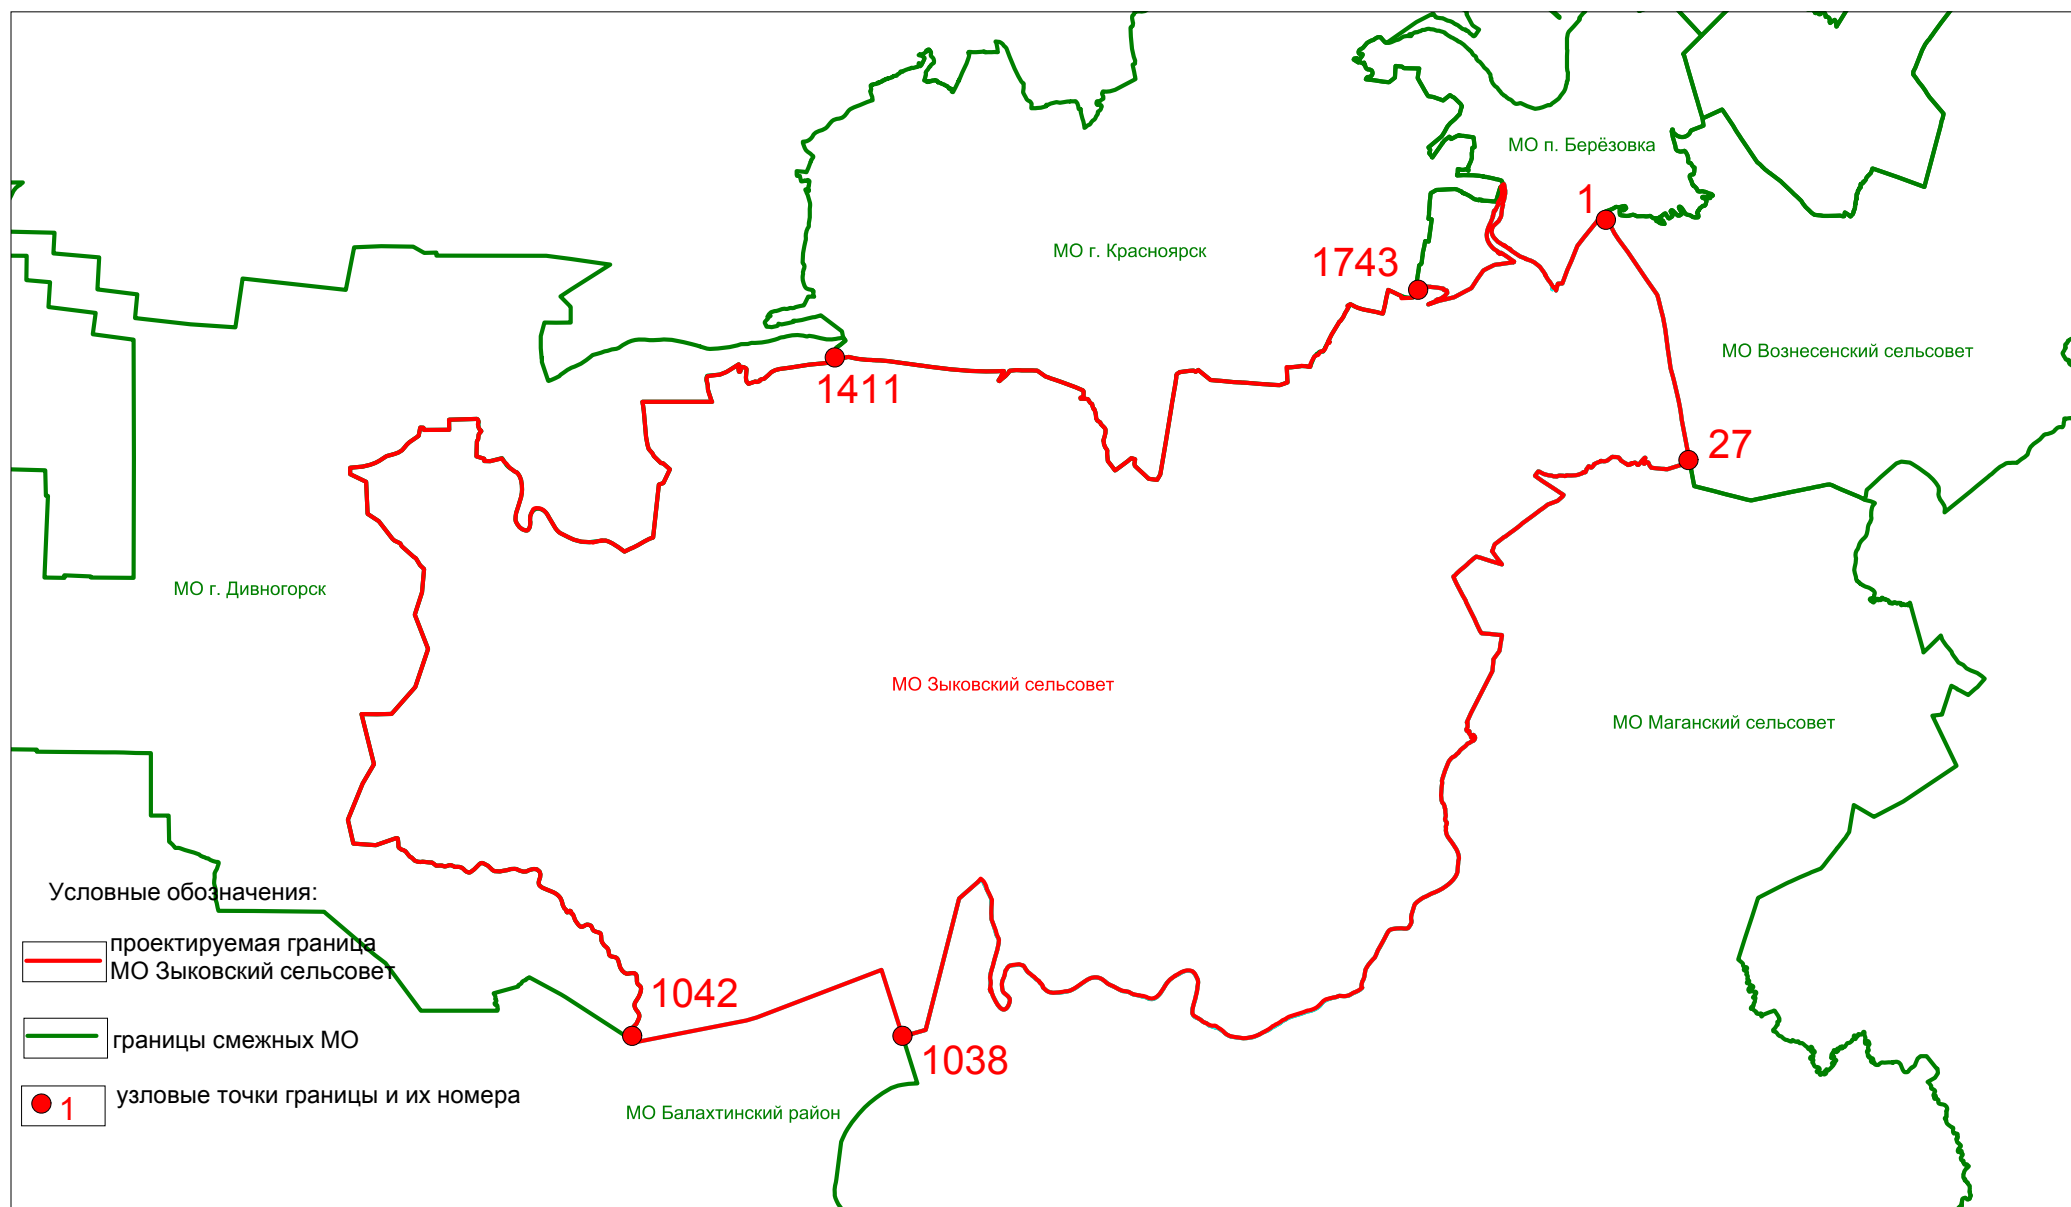 МО п. Берёзовка
1
МО г. Красноярск
1743
МО Вознесенский сельсовет
1411
27
МО г. Дивногорск
МО Зыковский сельсовет
МО Маганский сельсовет
Условные обозначения:
проектируемая граница
МО Зыковский сельсовет
1042
границы смежных МО
1038
1 узловые точки границы и их номера
МО Балахтинский район